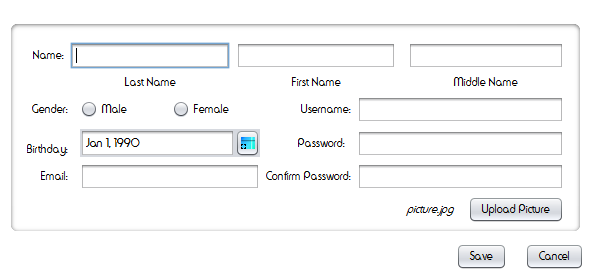 Name:
Last Name First Name Middle Name
Gender: Male Female Username:
Birthday: Jan 1, 1990 Password:
Email: Confirm Password:
picture.jpg Upload Picture
Save Cancel